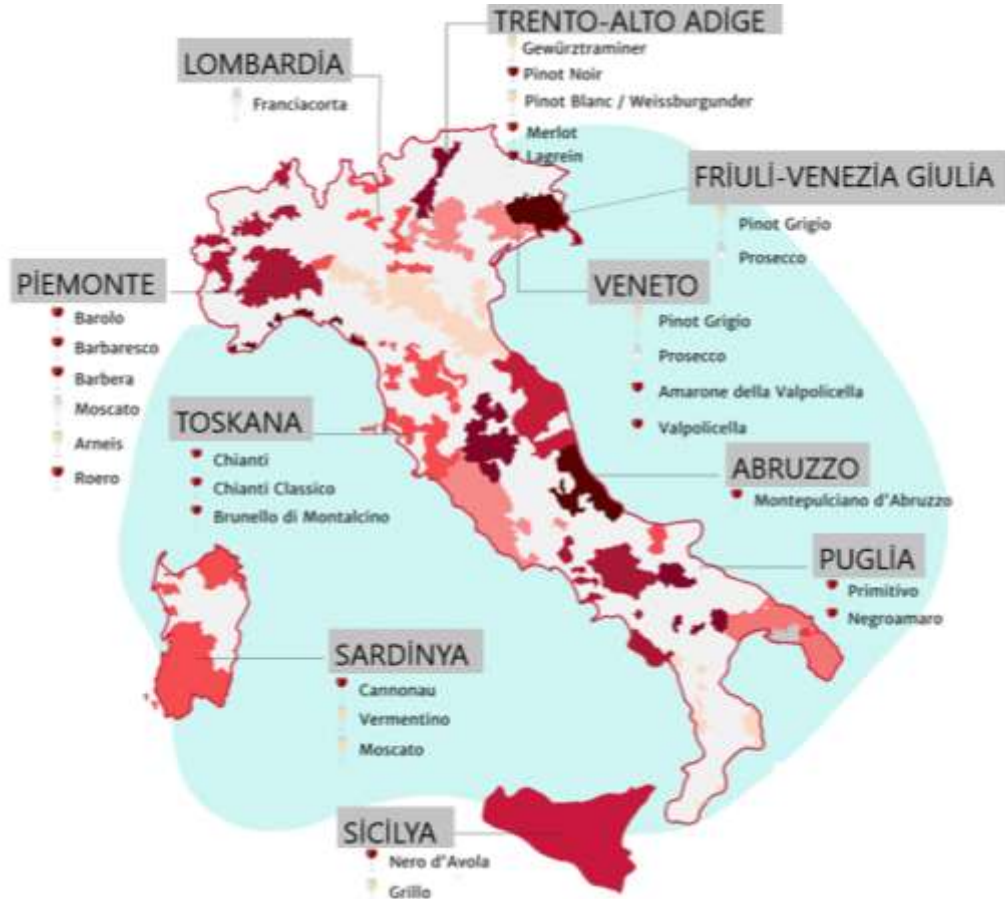 TRENTO-ALTO ADİGE
Gewürztraminer
Pinot Noir
Pinot Blanc / Weissburgunder
Merlot
Lagrein
LOMBARDİA
Franciacorta
FRİULİ-VENEZİA GİULİA
Pinot Grigio
Prosecco
PİEMONTE
Barolo
Barbaresco
Barbera
Moscato
Arneis
Roero
VENETO
Pinot Grigio
Prosecco
Amarone della Valpolicella
Valpolicella
TOSKANA
Chianti
Chianti Classico
Brunello di Montalcino
ABRUZZO
Montepulciano d'Abruzzo
PUGLİA
Primitivo
Negroamaro
SARDİNYA
Cannonau
Vermentino
Moscato
SİCİLYA
Nero d'Avola
Grillo